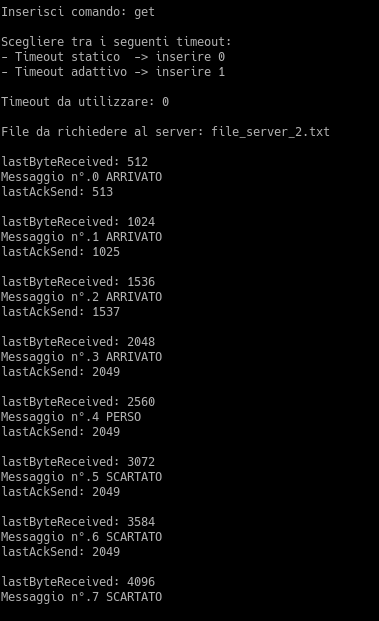 Inserisci comando: get
Scegliere tra i seguenti timeout:
- Timeout statico -> inserire 0
- Timeout adattivo -> inserire 1
Timeout da utilizzare: 0
File da richiedere al server: file_server_2.txt
lastByteReceived: 512
Messaggio n°.0 ARRIVATO
lastAckSend: 513
lastByteReceived: 1024
Messaggio n°.1 ARRIVATO
lastAckSend: 1025
lastByteReceived: 1536
Messaggio n°.2 ARRIVATO
lastAckSend: 1537
lastByteReceived: 2048
Messaggio n°.3 ARRIVATO
lastAckSend: 2049
lastByteReceived: 2560
Messaggio n°.4 PERSO
lastAckSend: 2049
lastByteReceived: 3072
Messaggio n°.5 SCARTATO
lastAckSend: 2049
lastByteReceived: 3584
Messaggio n°.6 SCARTATO
lastAckSend: 2049
lastByteReceived: 4096
Messaggio n°.7 SCARTATO